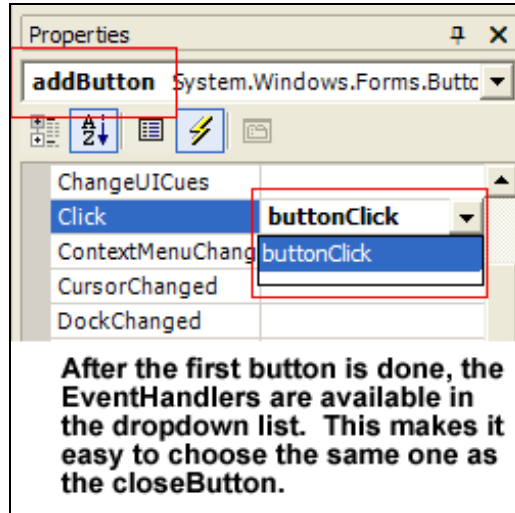 Properties
addButton System.Windows.Forms.Buttc
ChangeUICues
Click buttonClick
ContextMenuChang buttonClick
CursorChanged
DockChanged
After the first button is done, the
EventHandlers are available in
the dropdown list. This makes it
easy to choose the same one as
the closeButton.